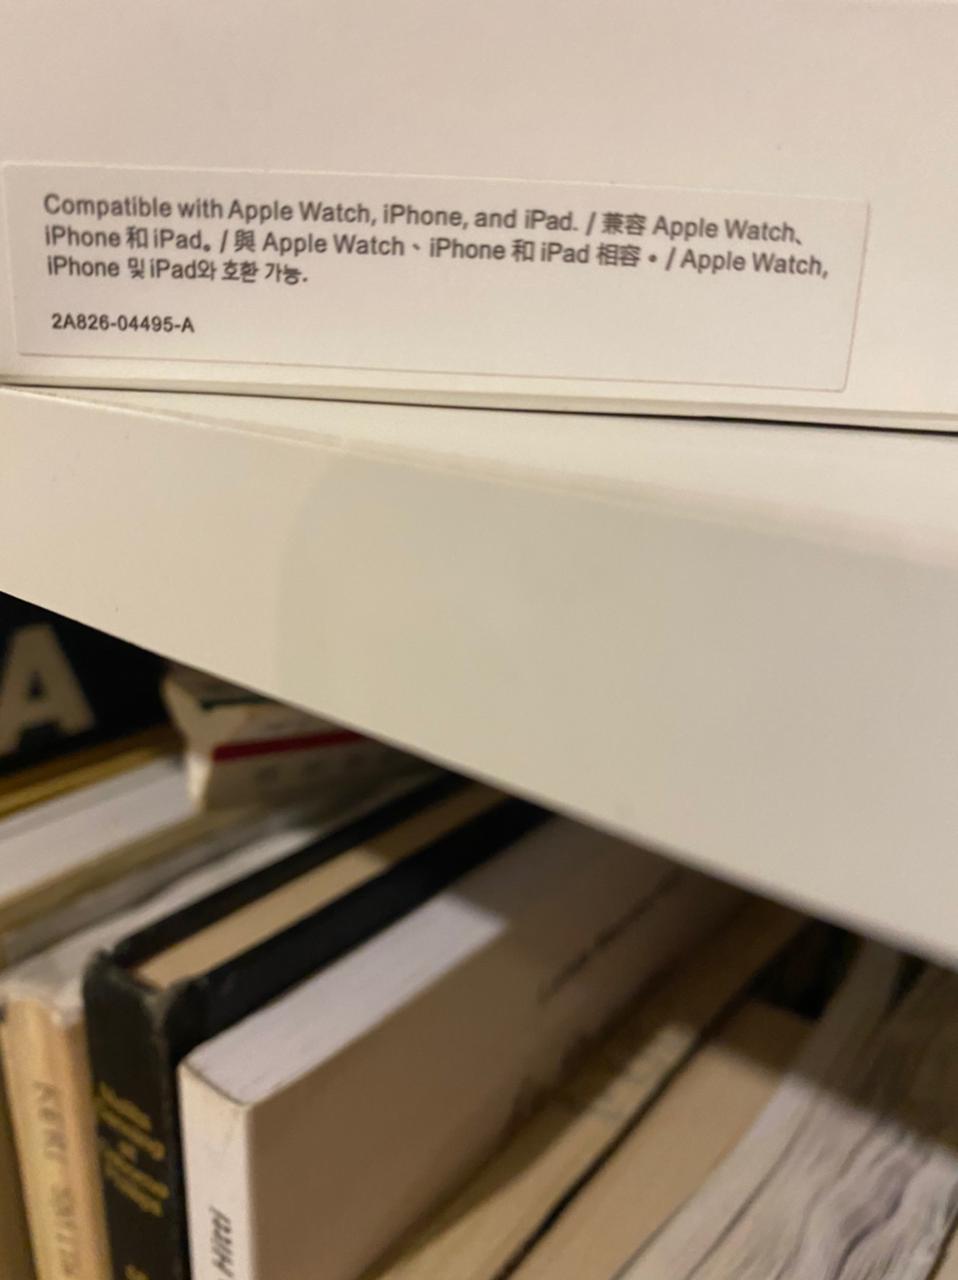 Compatible with Apple Watch, iPhone, and iPad. / 兼容 Apple Watch、
iPhone 和 iPad。/ 與 Apple Watch、iPhone 和 iPad 相容。/ Apple Watch,
iPhone 및 iPad와 호환 가능.
2A826-04495-A
A
Hitti